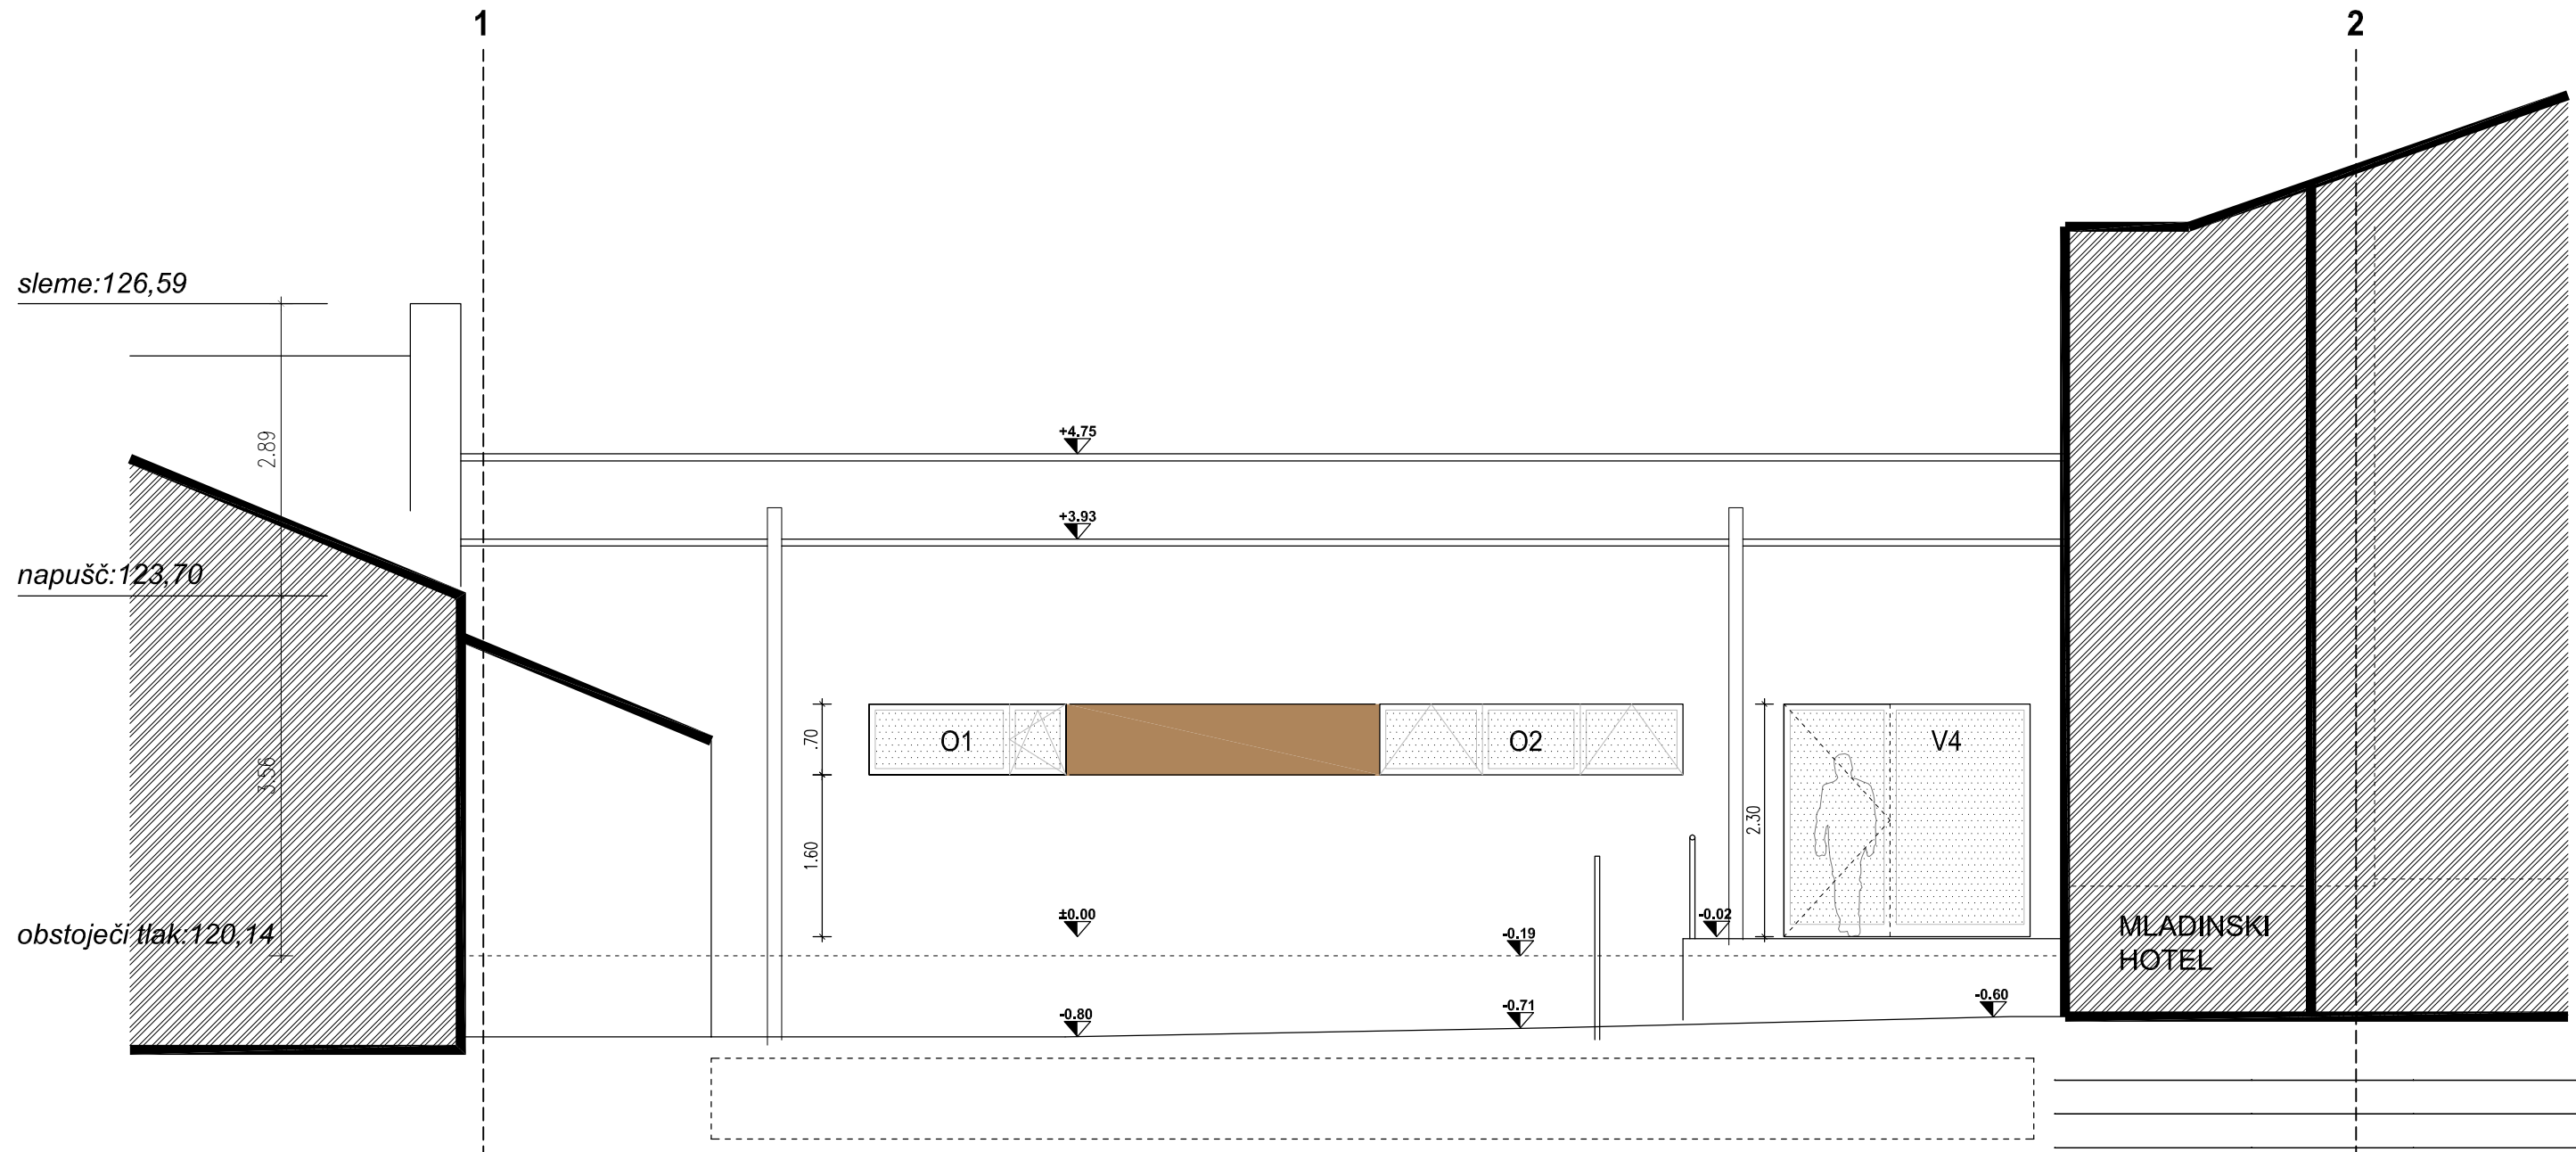 1
2
sleme:126,59
2.89
+4.75
+3.93
napušč:123,70
3.56
.70
O1
O2
V4
1.60
2.30
±0.00
-0.02
-0.19
obstoječi tlak:120,14
MLADINSKI
HOTEL
-0.80
-0.71
-0.60